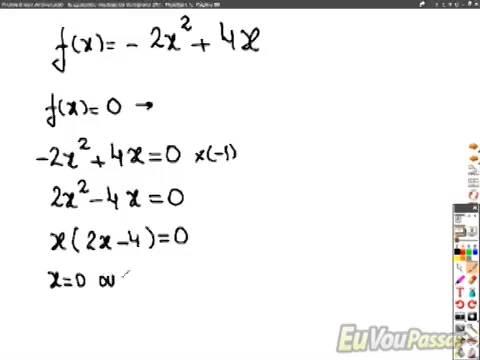 f(x) = - 2x² + 4x
f(x) = 0 →
-2x² + 4x = 0 x(-1)
2x² - 4x = 0
x(2x - 4) = 0
x = 0 ou
EuVouPassar